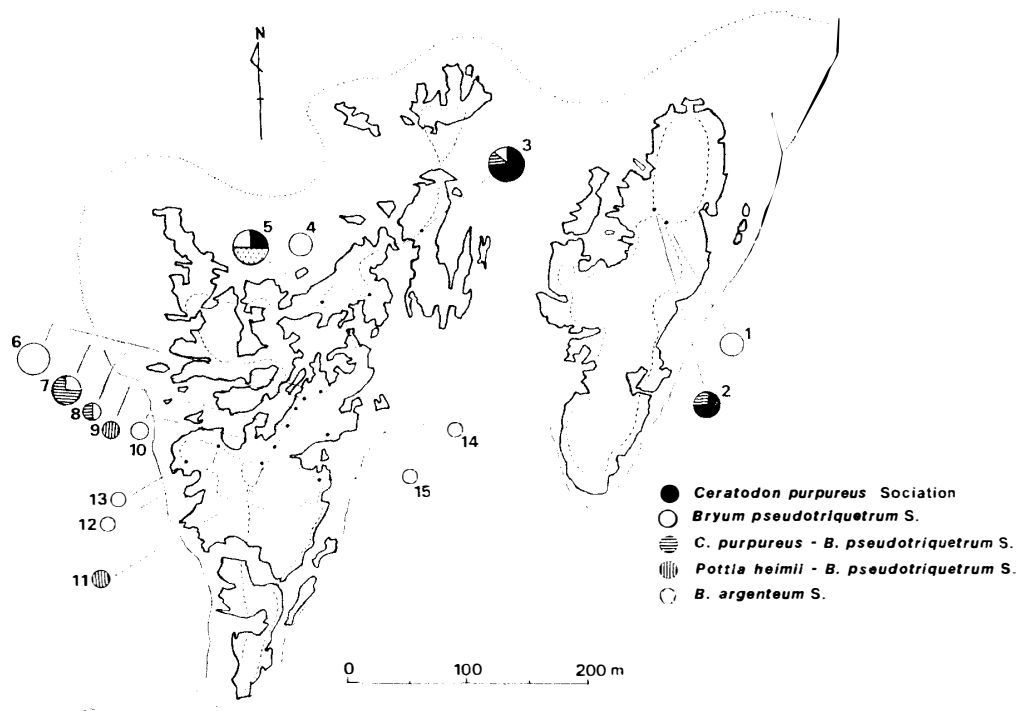 N
3
5
4
6
7
8
9
10
1
2
14
15
13
12
11
Ceratodon purpureus Sociation
Bryum pseudotriquetrum S.
C. purpureus - B. pseudotriquetrum S.
Pottia heimii - B. pseudotriquetrum S.
B. argenteum S.
0 100 200 m